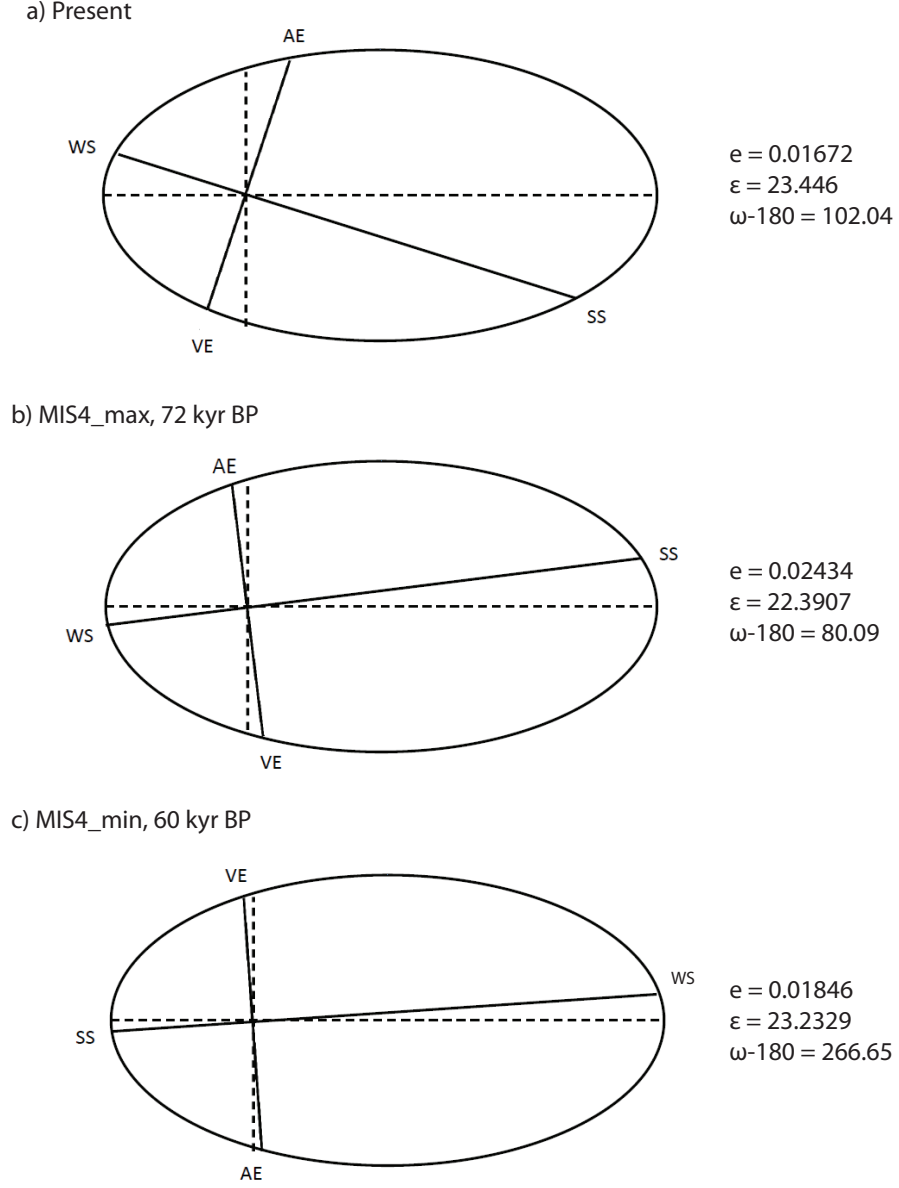 a) Present
AE
WS
e = 0.01672
ε = 23.446
ω-180 = 102.04
SS
VE
b) MIS4_max, 72 kyr BP
AE
SS
e = 0.02434
ε = 22.3907
ω-180 = 80.09
WS
VE
c) MIS4_min, 60 kyr BP
VE
WS
e = 0.01846
ε = 23.2329
ω-180 = 266.65
SS
AE